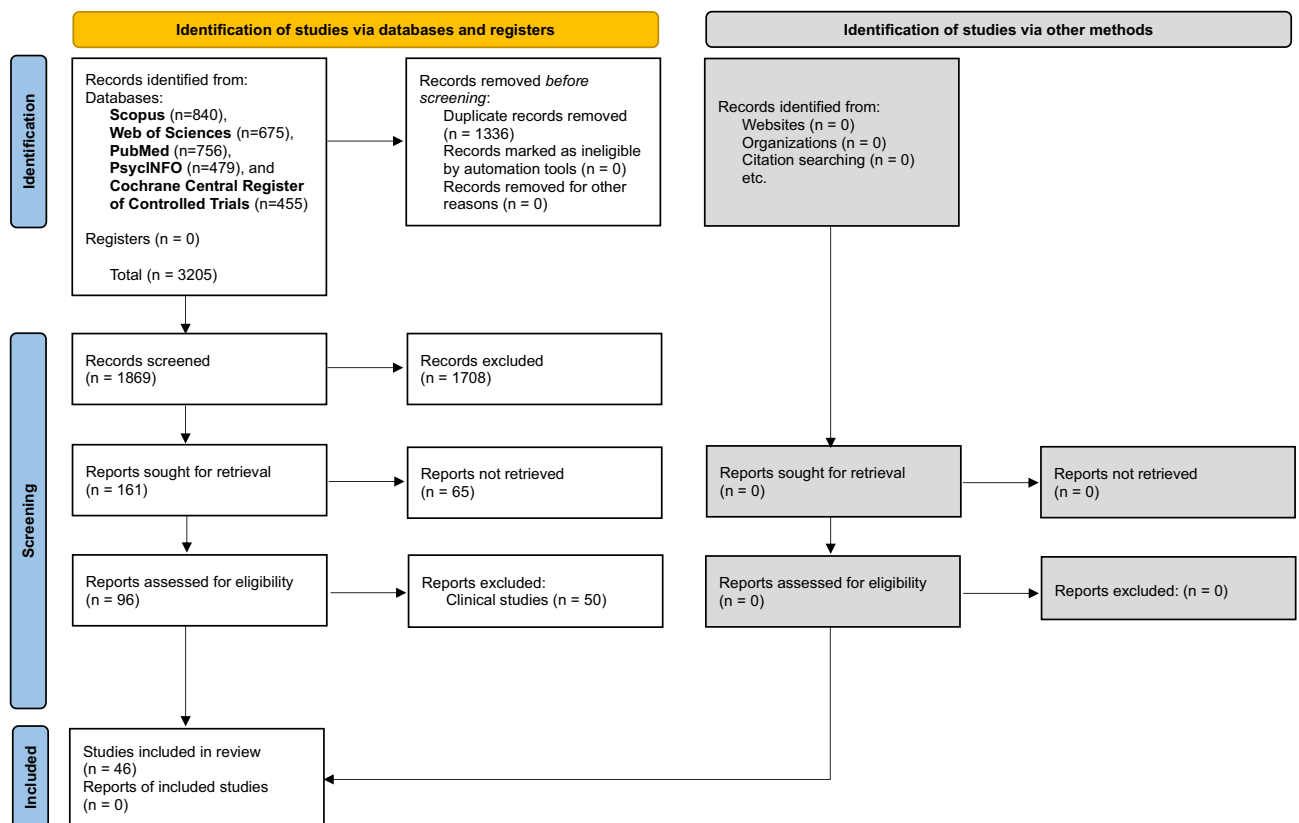 Identification of studies via databases and registers
Identification of studies via other methods
Identification
Records identified from:
Databases:
Scopus (n=840),
Web of Sciences (n=675),
PubMed (n=756),
PsycINFO (n=479), and
Cochrane Central Register
of Controlled Trials (n=455)
Registers (n = 0)
Total (n = 3205)
Records removed before
screening:
Duplicate records removed
(n = 1336)
Records marked as ineligible
by automation tools (n = 0)
Records removed for other
reasons (n = 0)
Records identified from:
Websites (n = 0)
Organizations (n = 0)
Citation searching (n = 0)
etc.
Screening
Records screened
(n = 1869)
Records excluded
(n = 1708)
Reports sought for retrieval
(n = 161)
Reports not retrieved
(n = 65)
Reports sought for retrieval
(n = 0)
Reports not retrieved
(n = 0)
Reports assessed for eligibility
(n = 96)
Reports excluded:
Clinical studies (n = 50)
Reports assessed for eligibility
(n = 0)
Reports excluded: (n = 0)
Included
Studies included in review
(n = 46)
Reports of included studies
(n = 0)